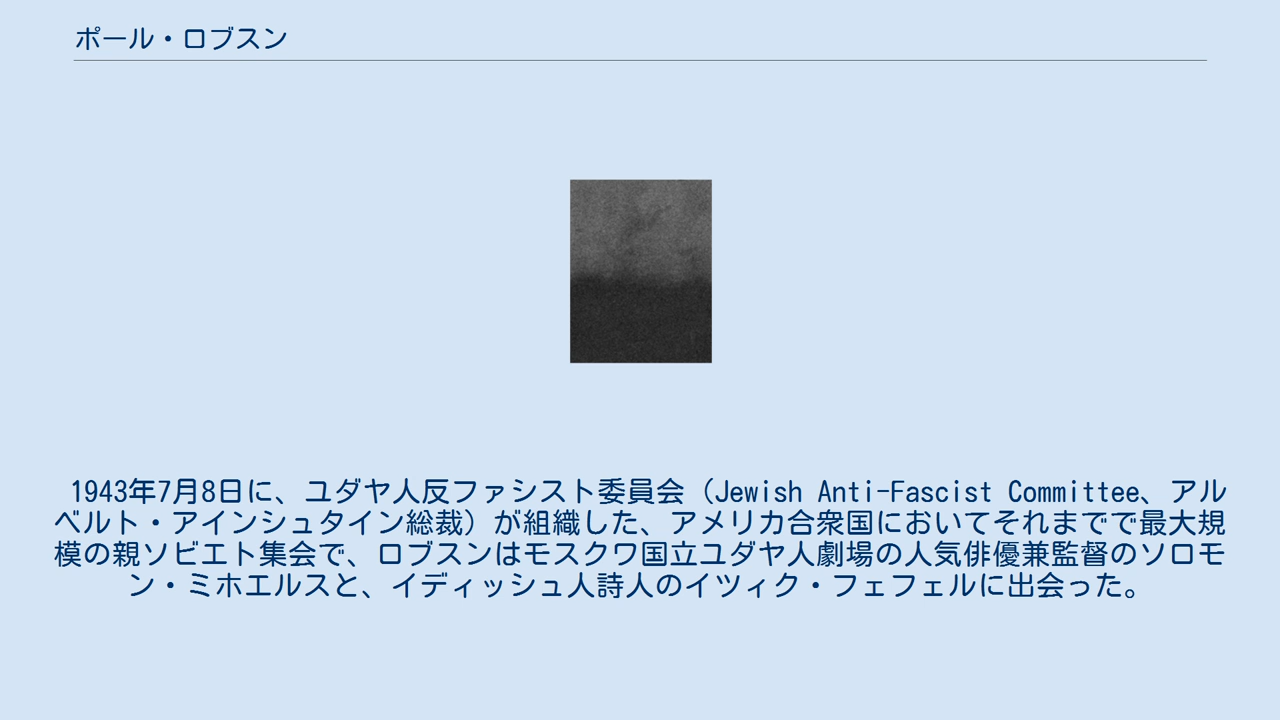 ポール・ロブスン
1943年7月8日に、ユダヤ人反ファシスト委員会（Jewish Anti-Fascist Committee、アル
ベルト・アインシュタイン総裁）が組織した、アメリカ合衆国においてそれまでで最大規
模の親ソビエト集会で、ロブスンはモスクワ国立ユダヤ人劇場の人気俳優兼監督のソロモ
ン・ミホエルスと、イディッシュ人詩人のイツィク・フェフェルに出会った。